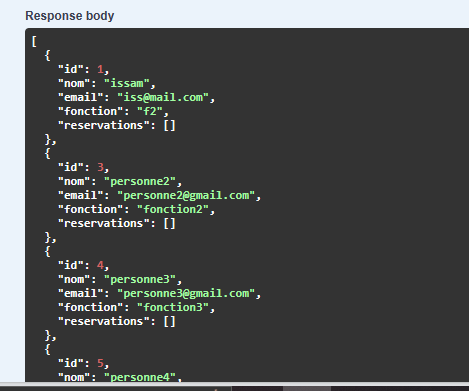 Response body
[
  {
    "id": 1,
    "nom": "issam",
    "email": "iss@mail.com",
    "fonction": "f2",
    "reservations": []
  },
  {
    "id": 3,
    "nom": "personne2",
    "email": "personne2@gmail.com",
    "fonction": "fonction2",
    "reservations": []
  },
  {
    "id": 4,
    "nom": "personne3",
    "email": "personne3@gmail.com",
    "fonction": "fonction3",
    "reservations": []
  },
  {
    "id": 5,
    "nom": "personne4",